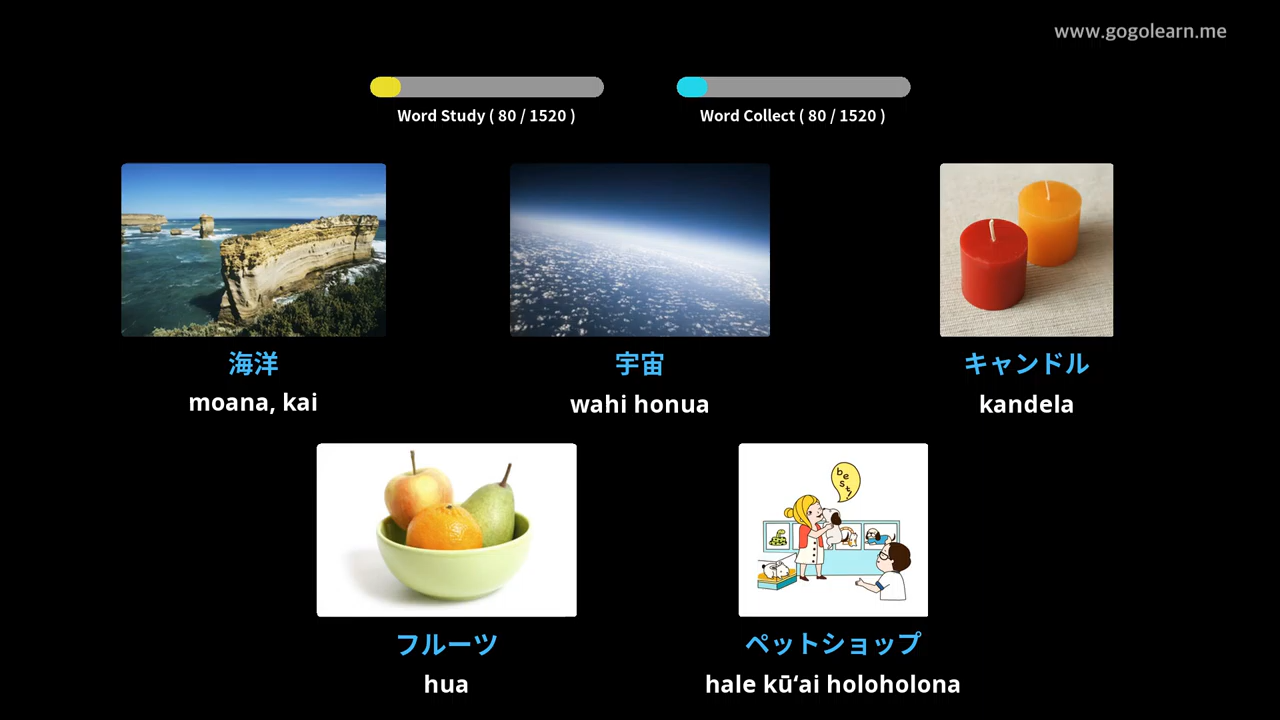 www.gogolearn.me
Word Study ( 80 / 1520 )
Word Collect ( 80 / 1520 )
海洋
moana, kai
宇宙
wahi honua
キャンドル
kandela
best!
フルーツ
hua
ペットショップ
hale kūʻai holoholona